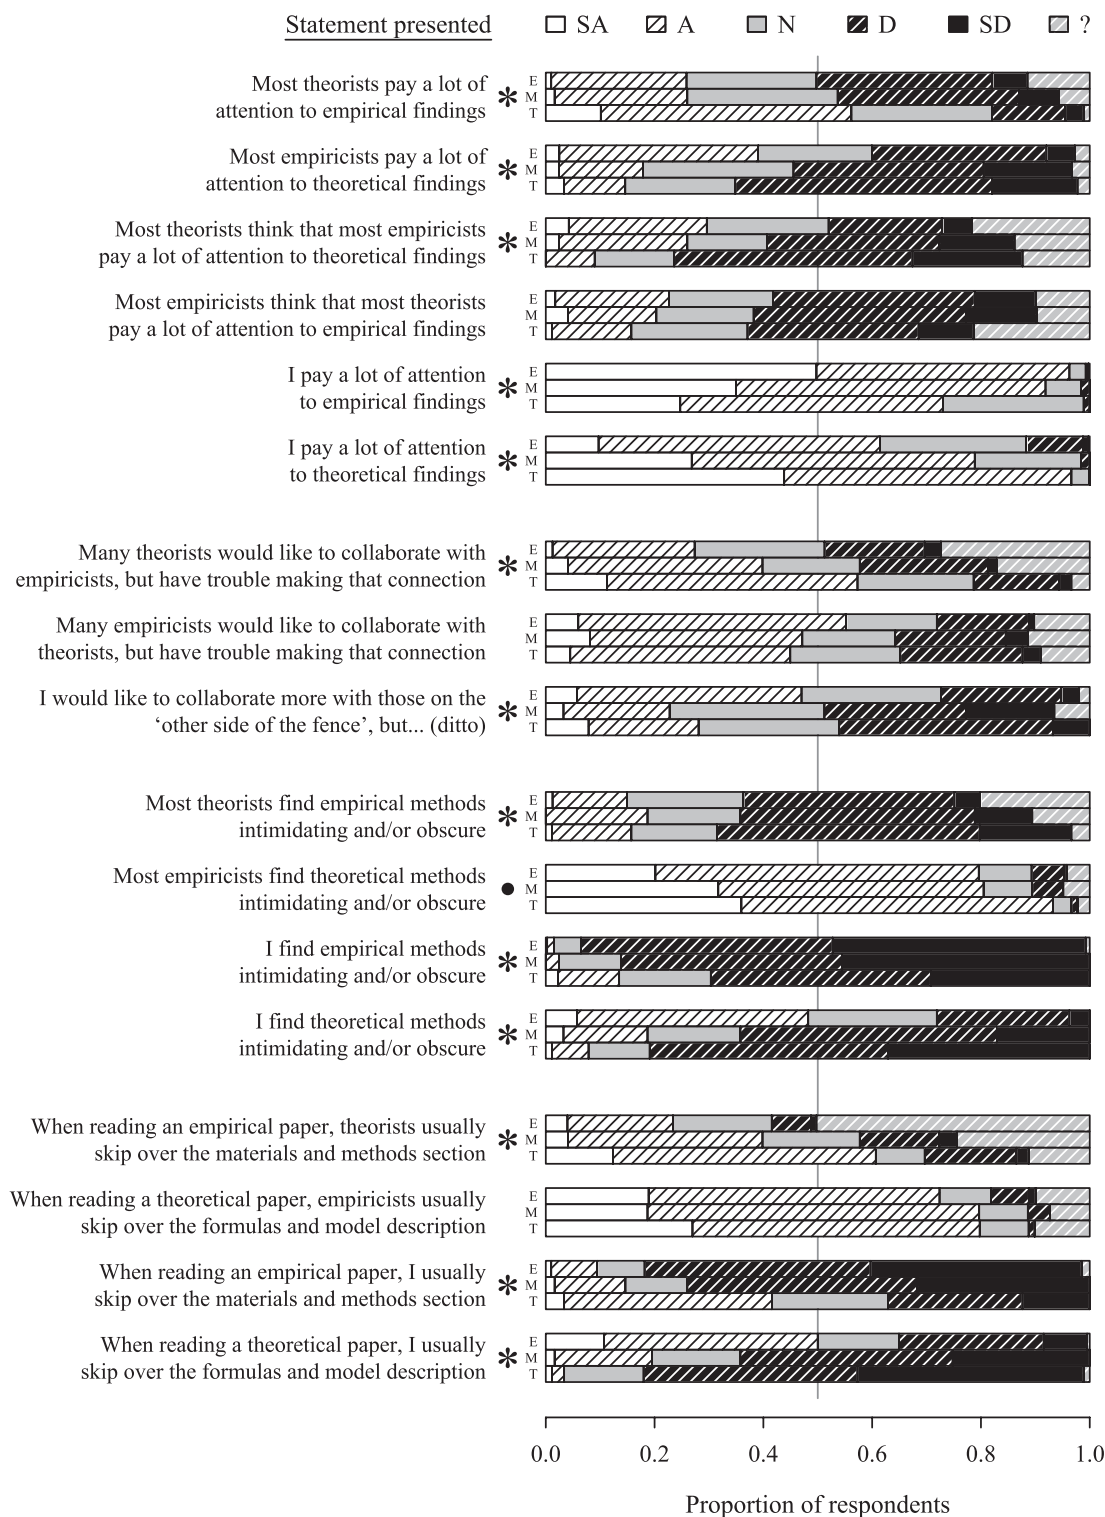 Statement presented SA A N D SD ?
Most theorists pay a lot of
attention to empirical findings
* E M T
Most empiricists pay a lot of
attention to theoretical findings
* E M T
Most theorists think that most empiricists
pay a lot of attention to theoretical findings
* E M T
Most empiricists think that most theorists
pay a lot of attention to empirical findings
E M T
I pay a lot of attention
to empirical findings
* E M T
I pay a lot of attention
to theoretical findings
* E M T
Many theorists would like to collaborate with
empiricists, but have trouble making that connection
* E M T
Many empiricists would like to collaborate with
theorists, but have trouble making that connection
E M T
I would like to collaborate more with those on the
‘other side of the fence’, but... (ditto)
* E M T
Most theorists find empirical methods
intimidating and/or obscure
* E M T
Most empiricists find theoretical methods
intimidating and/or obscure
• E M T
I find empirical methods
intimidating and/or obscure
* E M T
I find theoretical methods
intimidating and/or obscure
* E M T
When reading an empirical paper, theorists usually
skip over the materials and methods section
* E M T
When reading a theoretical paper, empiricists usually
skip over the formulas and model description
E M T
When reading an empirical paper, I usually
skip over the materials and methods section
* E M T
When reading a theoretical paper, I usually
skip over the formulas and model description
* E M T
0.0 0.2 0.4 0.6 0.8 1.0
Proportion of respondents